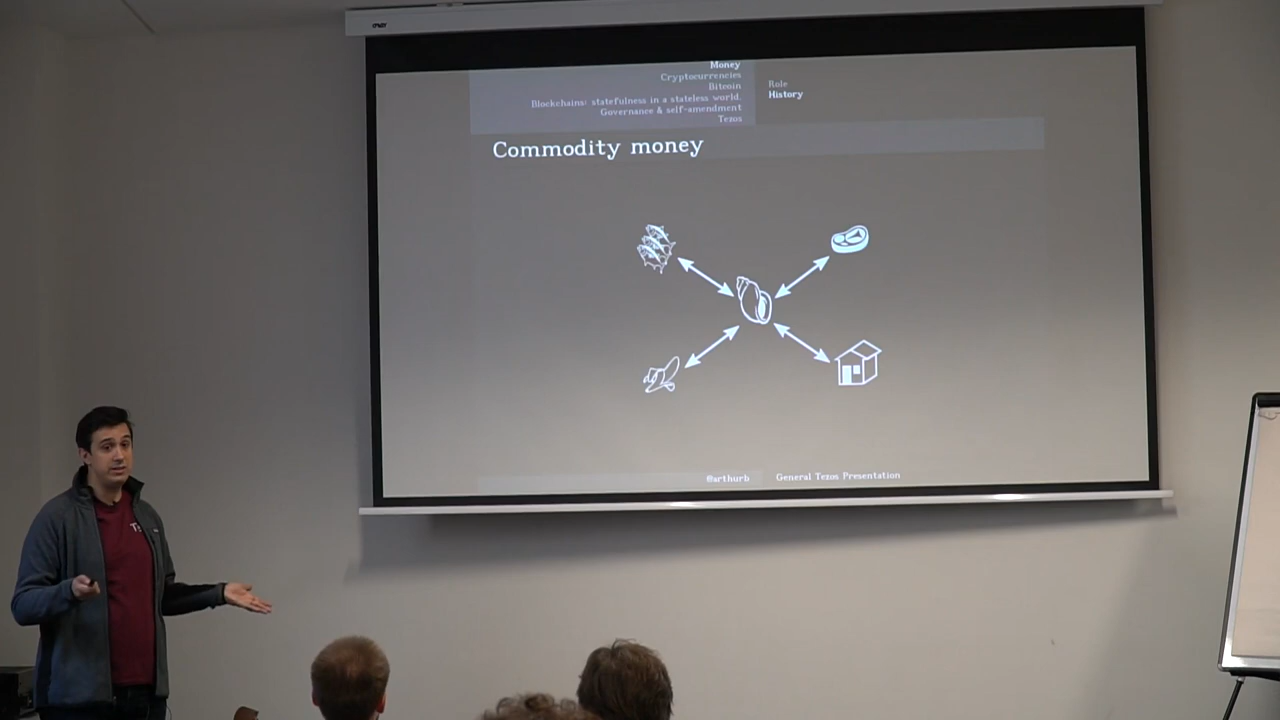 Money
Cryptocurrencies
Bitcoin
Blockchains: statefulness in a stateless world.
Governance & self-amendment
Tezos
Role
History
Commodity money
@arthurb
General Tezos Presentation